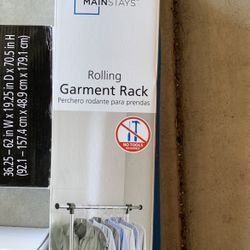 MAINSTAYS
Rolling
Garment Rack
Perchero rodante para prendas
NO TOOLS
36.25 – 62 in W x 19.25 in D x 70.5 in H
(92.1 – 157.4 cm x 48.9 cm x 179.1 cm)